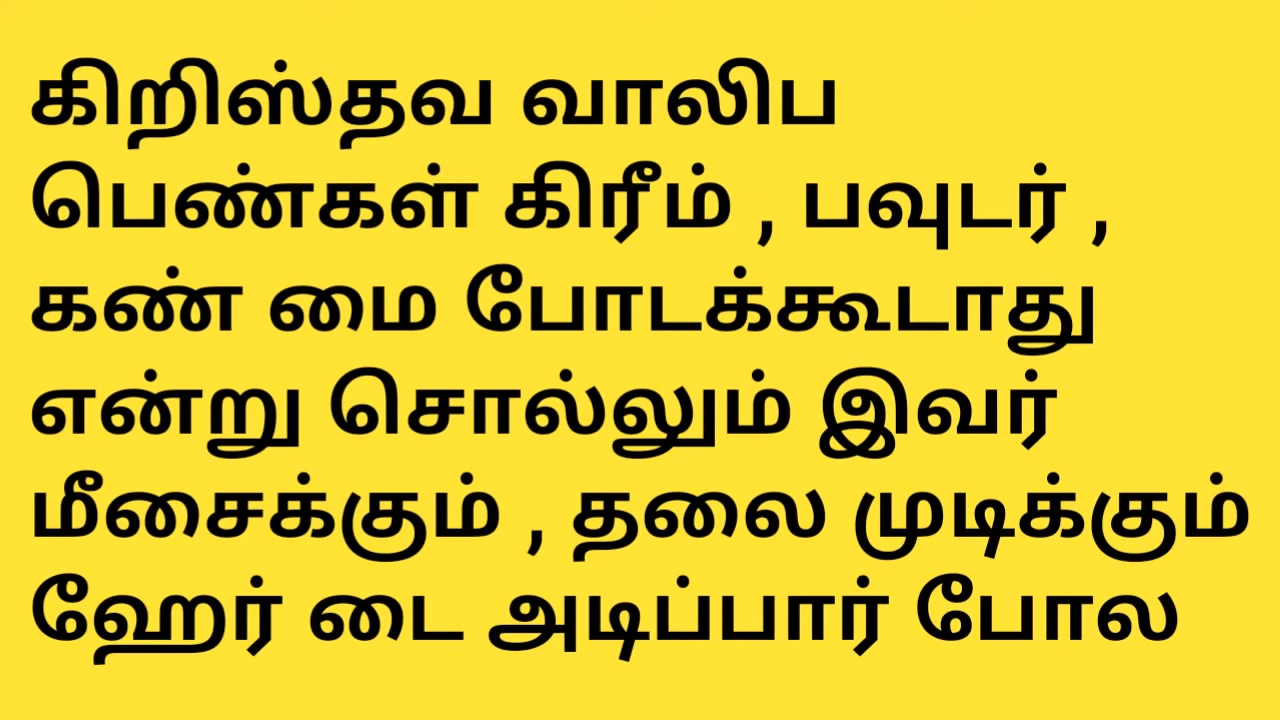 கிறிஸ்தவ வாலிப
பெண்கள் கிரீம் , பவுடர் ,
கண் மை போடக்கூடாது
என்று சொல்லும் இவர்
மீசைக்கும் , தலை முடிக்கும்
ஹேர் டை அடிப்பார் போல